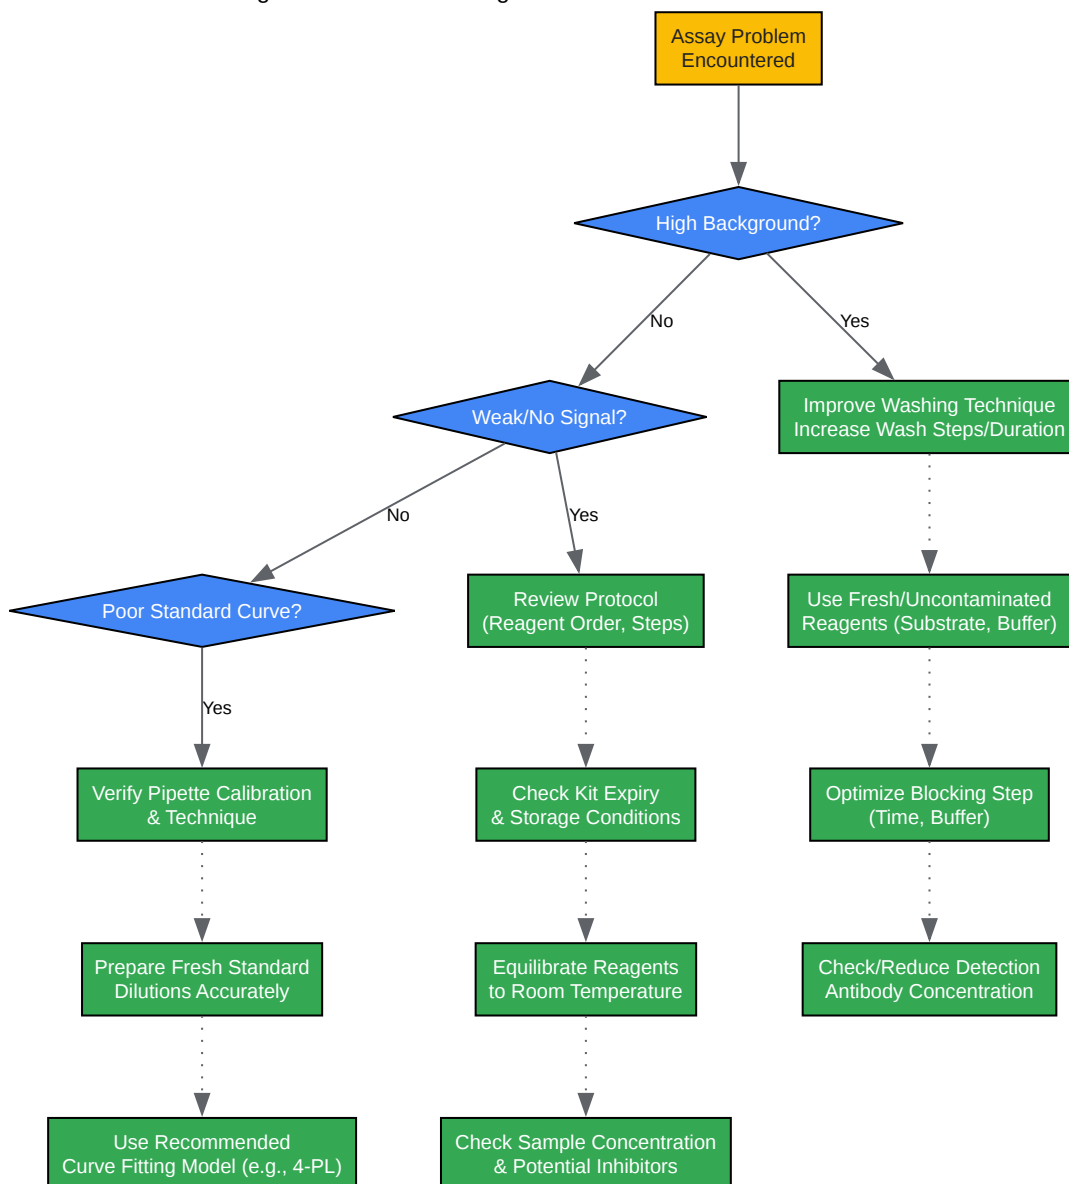 Assay Problem
Encountered
High Background?
No
Yes
Weak/No Signal?
Improve Washing Technique
Increase Wash Steps/Duration
No
Yes
Poor Standard Curve?
Review Protocol
(Reagent Order, Steps)
Use Fresh/Uncontaminated
Reagents (Substrate, Buffer)
Yes
Verify Pipette Calibration
& Technique
Check Kit Expiry
& Storage Conditions
Optimize Blocking Step
(Time, Buffer)
Prepare Fresh Standard
Dilutions Accurately
Equilibrate Reagents
to Room Temperature
Check/Reduce Detection
Antibody Concentration
Use Recommended
Curve Fitting Model (e.g., 4-PL)
Check Sample Concentration
& Potential Inhibitors